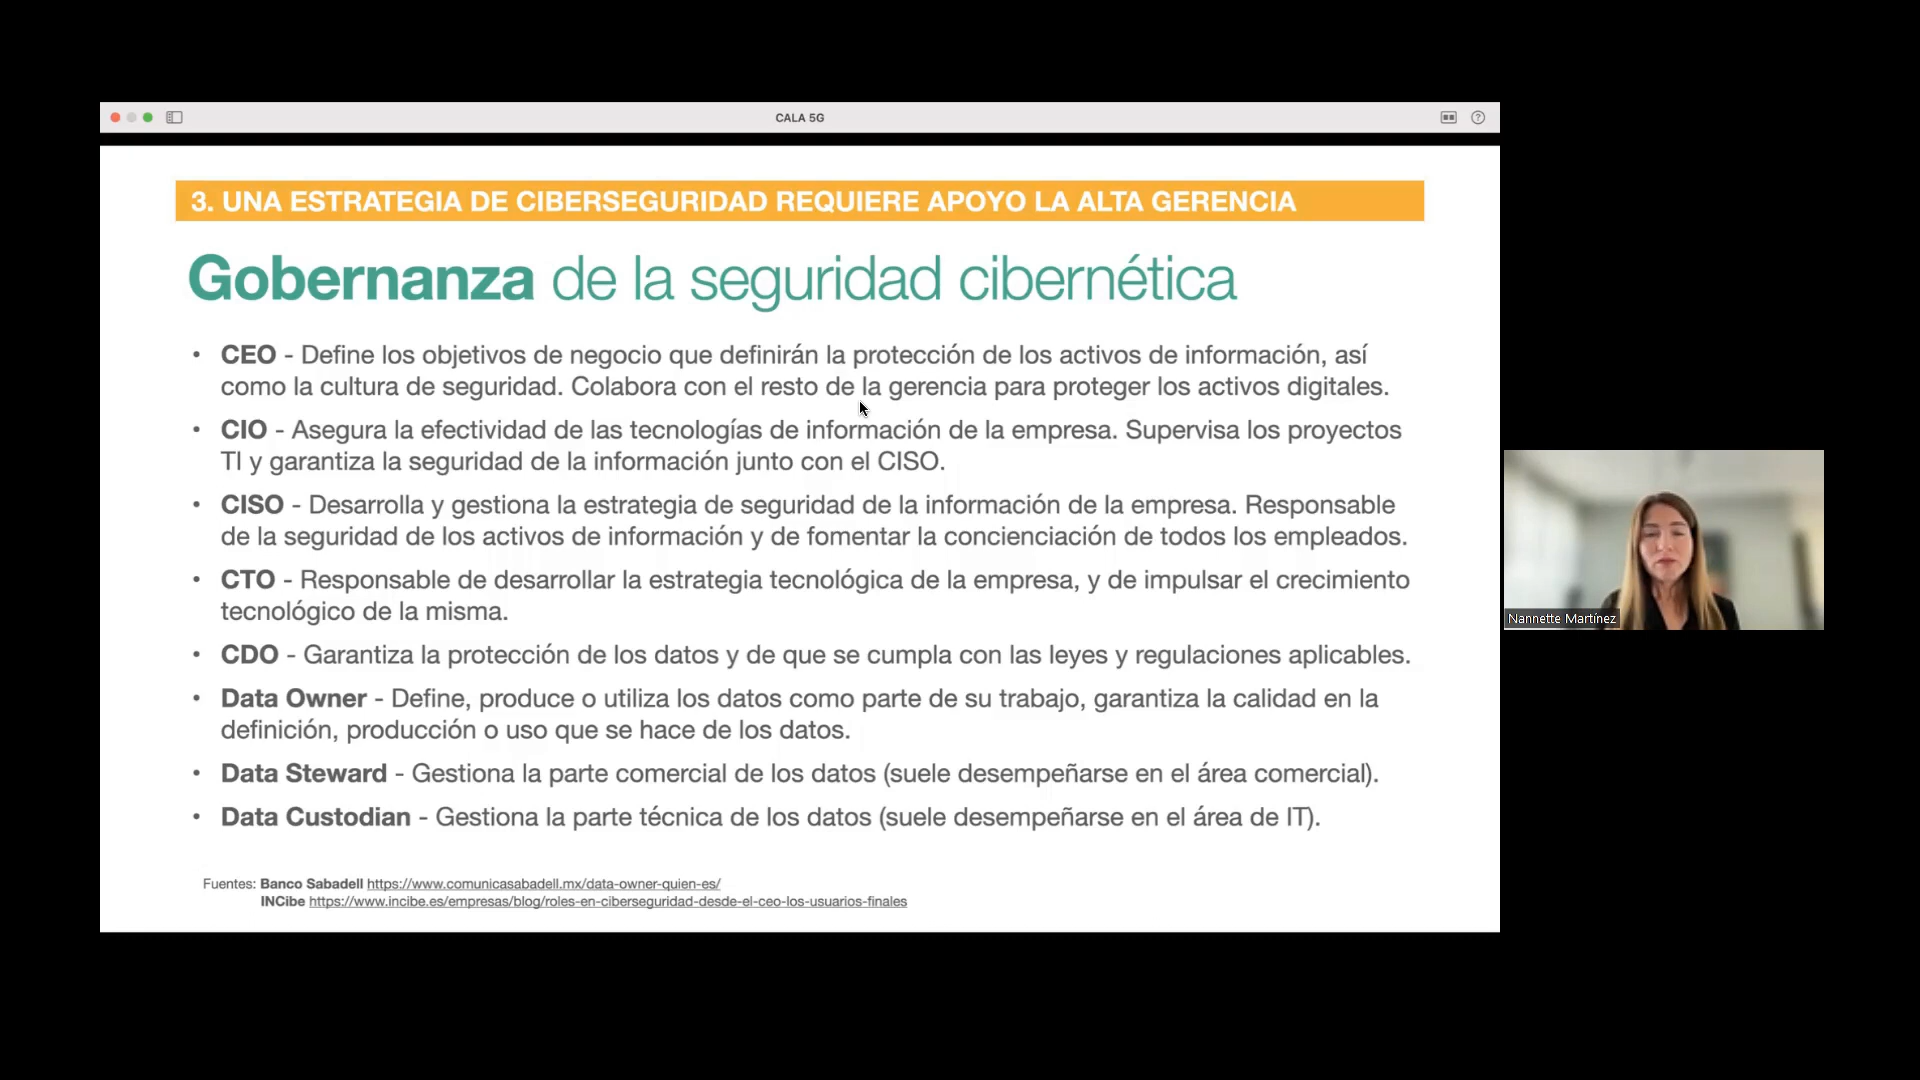 CALA 5G
3. UNA ESTRATEGIA DE CIBERSEGURIDAD REQUIERE APOYO LA ALTA GERENCIA
Gobernanza de la seguridad cibernética
• CEO - Define los objetivos de negocio que definirán la protección de los activos de información, así
como la cultura de seguridad. Colabora con el resto de la gerencia para proteger los activos digitales.
• CIO - Asegura la efectividad de las tecnologías de información de la empresa. Supervisa los proyectos
TI y garantiza la seguridad de la información junto con el CISO.
• CISO - Desarrolla y gestiona la estrategia de seguridad de la información de la empresa. Responsable
de la seguridad de los activos de información y de fomentar la concienciación de todos los empleados.
• CTO - Responsable de desarrollar la estrategia tecnológica de la empresa, y de impulsar el crecimiento
tecnológico de la misma.
• CDO - Garantiza la protección de los datos y de que se cumpla con las leyes y regulaciones aplicables.
• Data Owner - Define, produce o utiliza los datos como parte de su trabajo, garantiza la calidad en la
definición, producción o uso que se hace de los datos.
• Data Steward - Gestiona la parte comercial de los datos (suele desempeñarse en el área comercial).
• Data Custodian - Gestiona la parte técnica de los datos (suele desempeñarse en el área de IT).
Fuentes: Banco Sabadell https://www.comunicasabadell.mx/data-owner-quien-es/
INCibe https://www.incibe.es/empresas/blog/roles-en-ciberseguridad-desde-el-ceo-los-usuarios-finales
Nannette Martínez